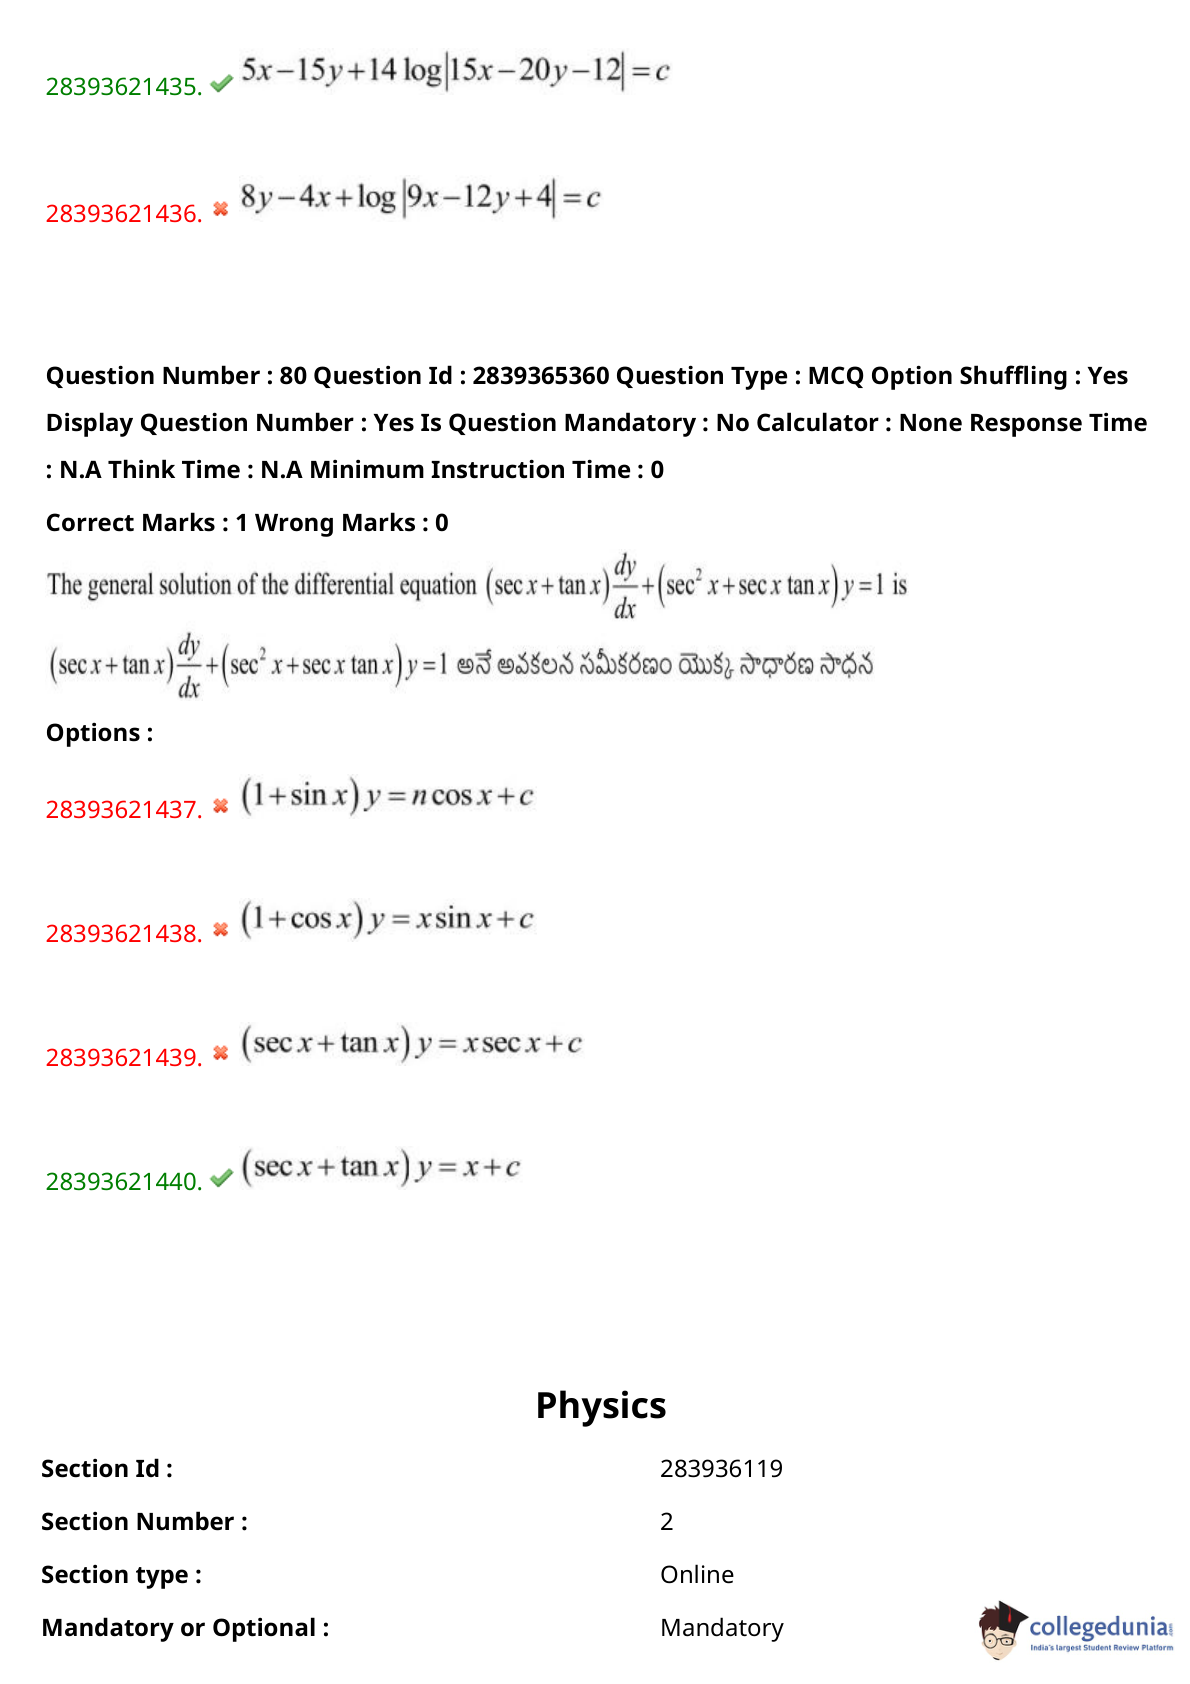 28393621435. 5x−15y+14 log|15x−20y−12| = c
28393621436. 8y−4x+log|9x−12y+4| = c
Question Number : 80 Question Id : 2839365360 Question Type : MCQ Option Shuffling : Yes
Display Question Number : Yes Is Question Mandatory : No Calculator : None Response Time
: N.A Think Time : N.A Minimum Instruction Time : 0
Correct Marks : 1 Wrong Marks : 0
The general solution of the differential equation (sec x + tan x) dy/dx + (sec² x + sec x tan x) y = 1 is
(sec x + tan x) dy/dx + (sec² x + sec x tan x) y = 1 అనే అవకలన సమీకరణం యొక్క సాధారణ సాధన
Options :
28393621437. (1+sin x) y = n cos x + c
28393621438. (1+cos x) y = x sin x + c
28393621439. (sec x + tan x) y = x sec x + c
28393621440. (sec x + tan x) y = x + c
Physics
Section Id : 283936119
Section Number : 2
Section type : Online
Mandatory or Optional : Mandatory
collegedunia.com
India's largest Student Review Platform